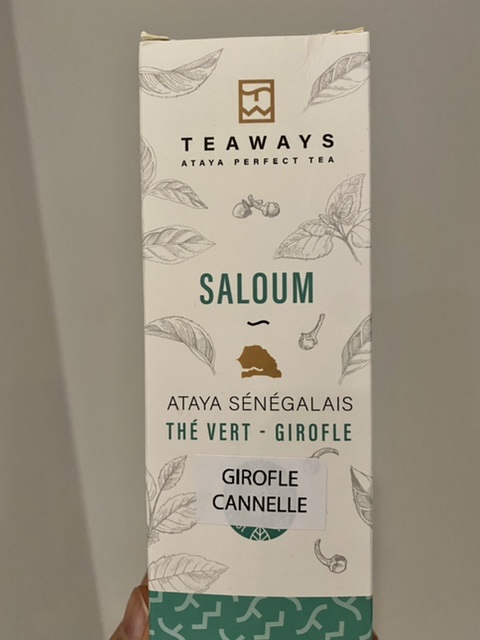 TEAWAYS
ATAYA PERFECT TEA
SALOUM
ATAYA SÉNÉGALAIS
THÉ VERT - GIROFLE
GIROFLE
CANNELLE